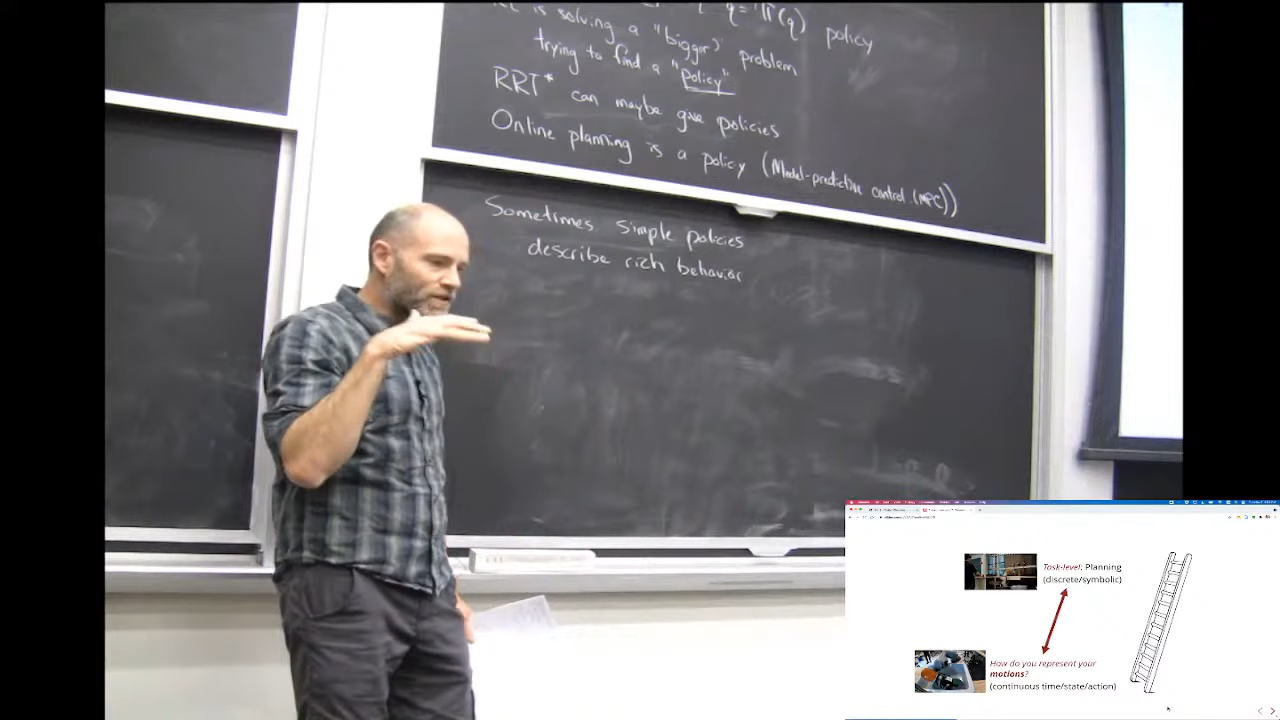 is solving a "bigger" problem
trying to find a "policy"
policy
RRT* can maybe give policies
Online planning is a policy (Model-predictive control (MPC))
Sometimes simple policies
describe rich behavior
Task-level: Planning
(discrete/symbolic)
How do you represent your
motions?
(continuous time/state/action)